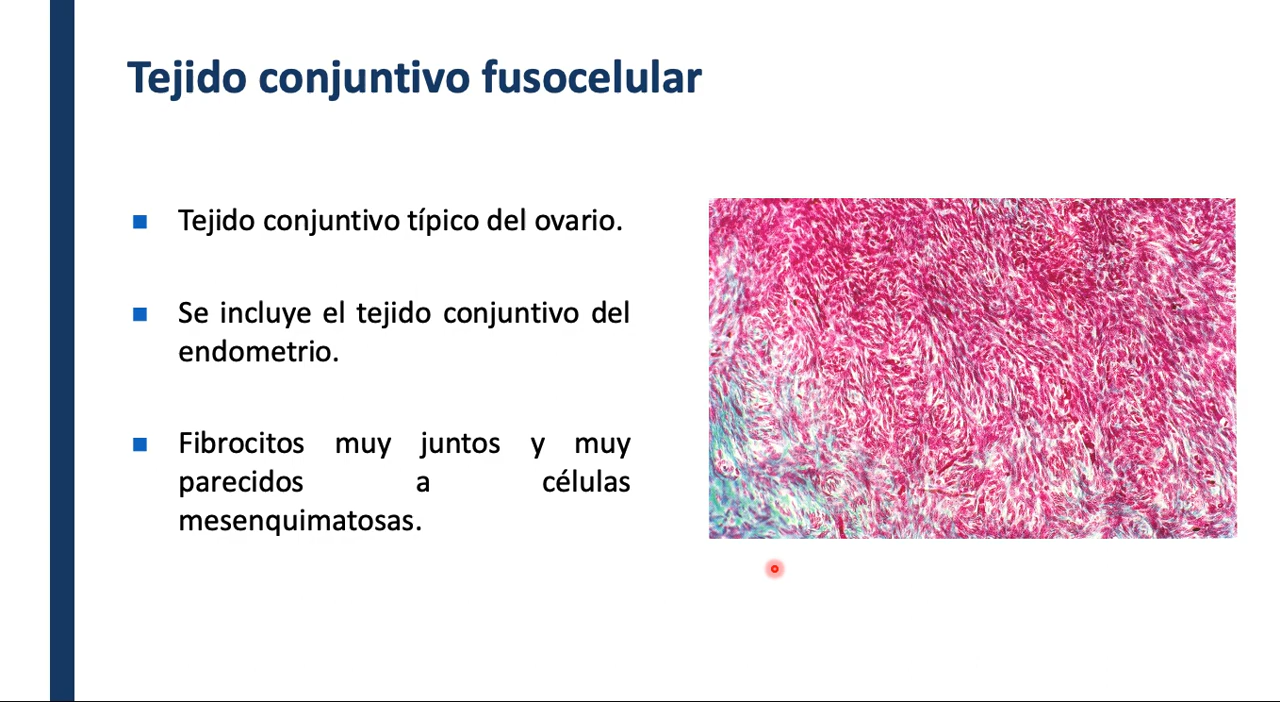 Tejido conjuntivo fusocelular
Tejido conjuntivo típico del ovario.
Se incluye el tejido conjuntivo del
endometrio.
Fibrocitos muy juntos y muy
parecidos a células
mesenquimatosas.